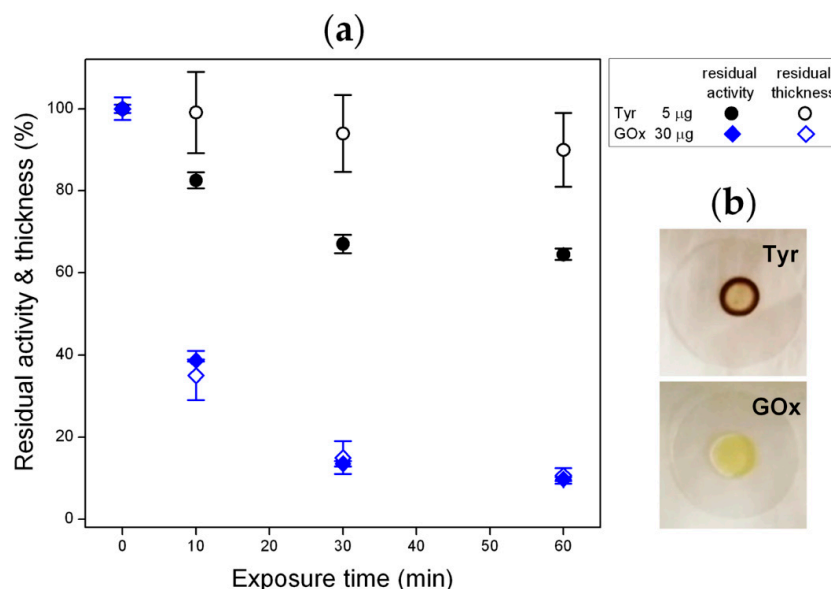 (a)
Residual activity & thickness (%)
100
80
60
40
20
0
0 10 20 30 40 50 60
Exposure time (min)
residual residual
activity thickness
Tyr 5 μg
GOx 30 μg
(b)
Tyr
GOx